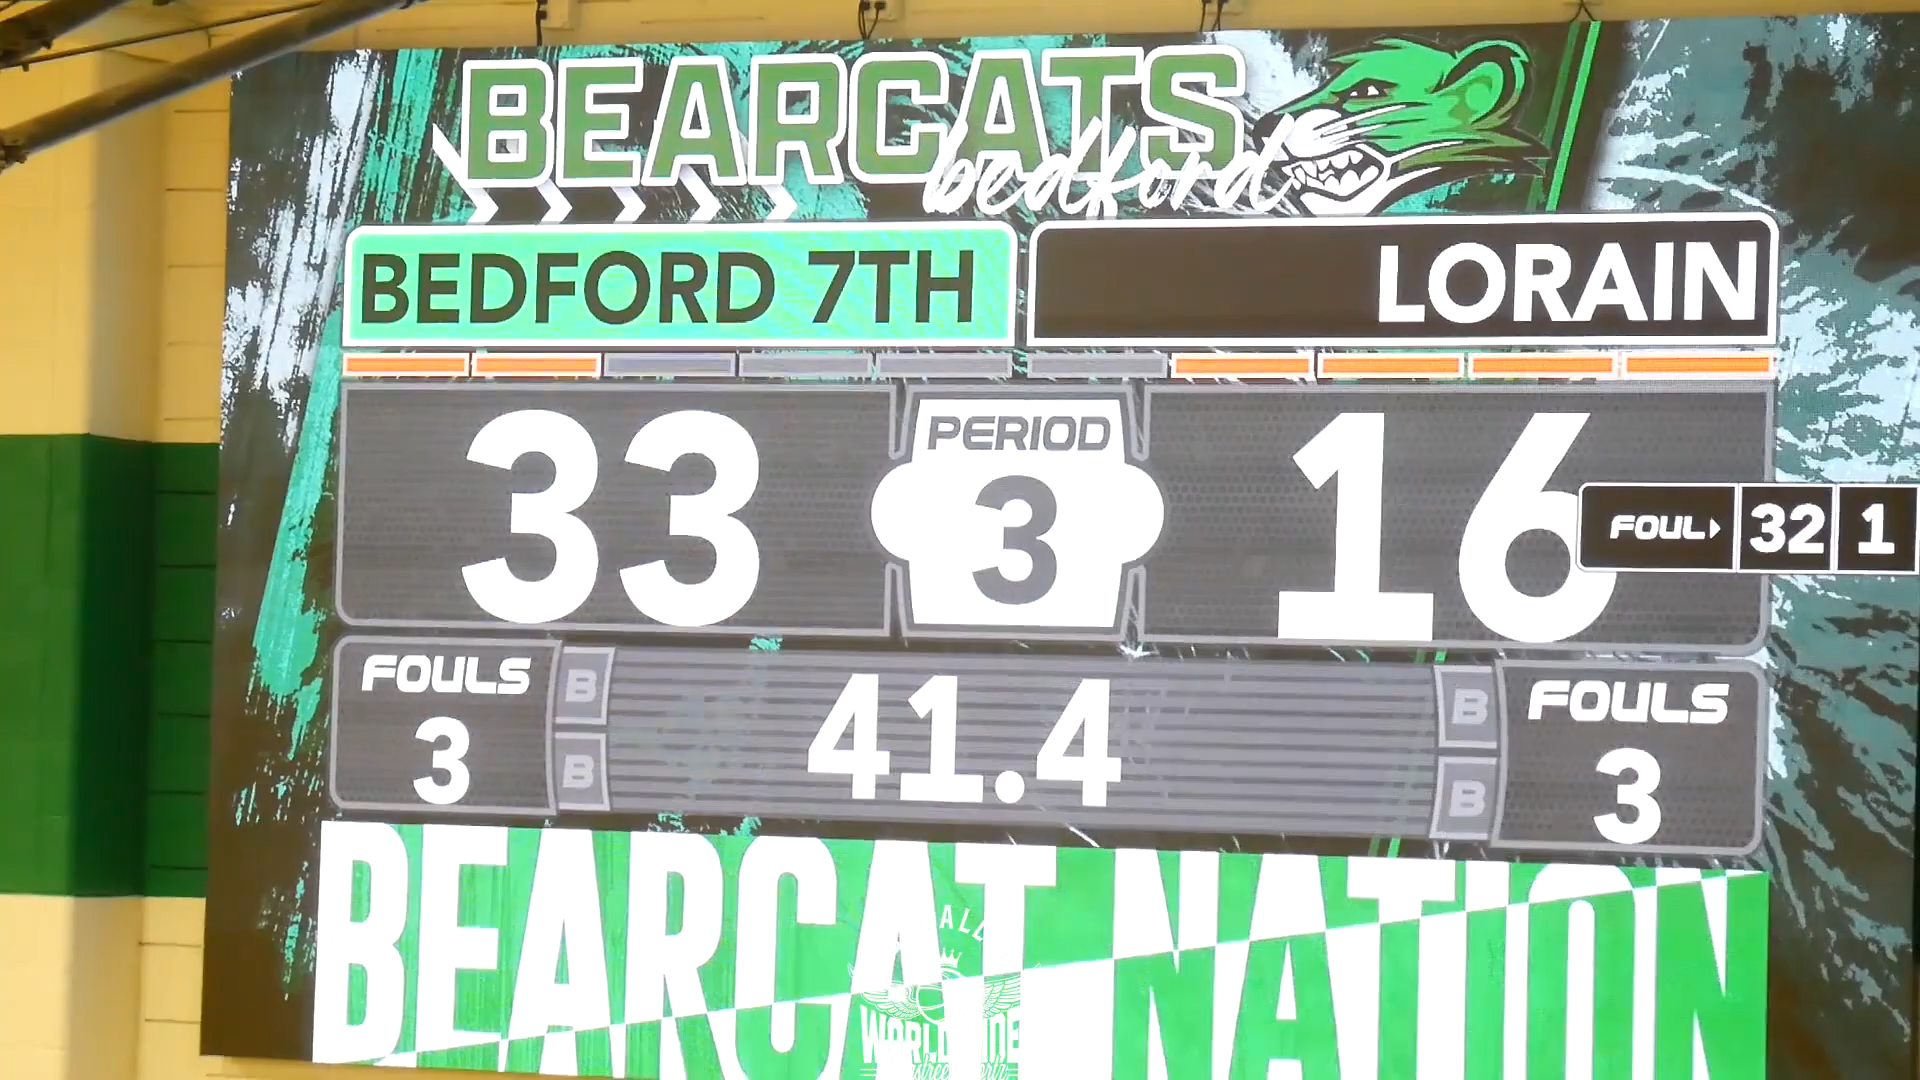 BEARCATS
bedford
BEDFORD 7TH
LORAIN
33
PERIOD
3
16
FOUL 32 1
FOULS
3
B
B
41.4
B
B
FOULS
3
BEARCAT NATION